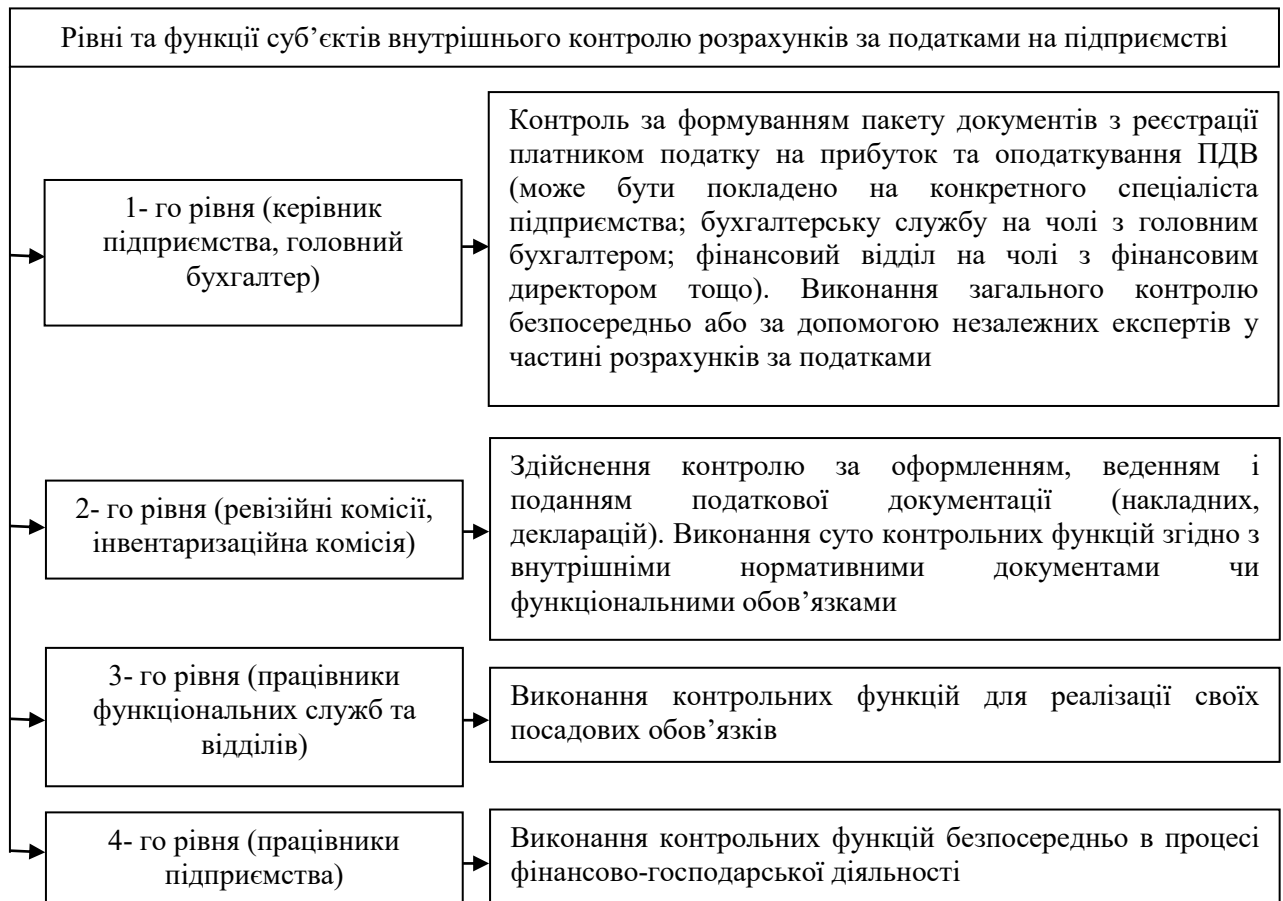 Рівні та функції суб’єктів внутрішнього контролю розрахунків за податками на підприємстві
1- го рівня (керівник
підприємства, головний
бухгалтер)
Контроль за формуванням пакету документів з реєстрації
платником податку на прибуток та оподаткування ПДВ
(може бути покладено на конкретного спеціаліста
підприємства; бухгалтерську службу на чолі з головним
бухгалтером; фінансовий відділ на чолі з фінансовим
директором тощо). Виконання загального контролю
безпосередньо або за допомогою незалежних експертів у
частині розрахунків за податками
2- го рівня (ревізійні комісії,
інвентаризаційна комісія)
Здійснення контролю за оформленням, веденням і
поданням податкової документації (накладних,
декларацій). Виконання суто контрольних функцій згідно з
внутрішніми нормативними документами чи
функціональними обов’язками
3- го рівня (працівники
функціональних служб та
відділів)
Виконання контрольних функцій для реалізації своїх
посадових обов’язків
4- го рівня (працівники
підприємства)
Виконання контрольних функцій безпосередньо в процесі
фінансово-господарської діяльності